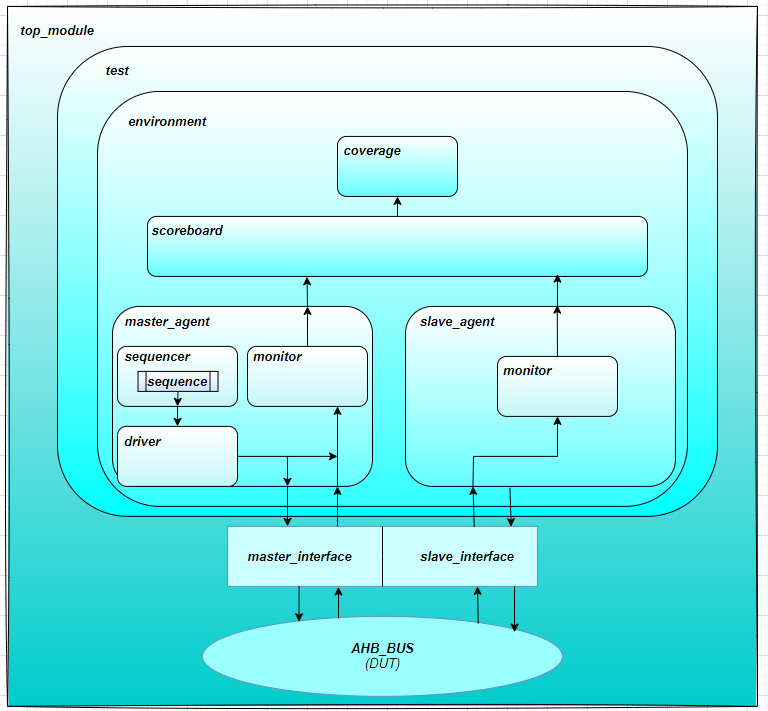 top_module
test
environment
coverage
scoreboard
master_agent
slave_agent
sequencer
monitor
sequence
monitor
driver
master_interface
slave_interface
AHB_BUS
(DUT)